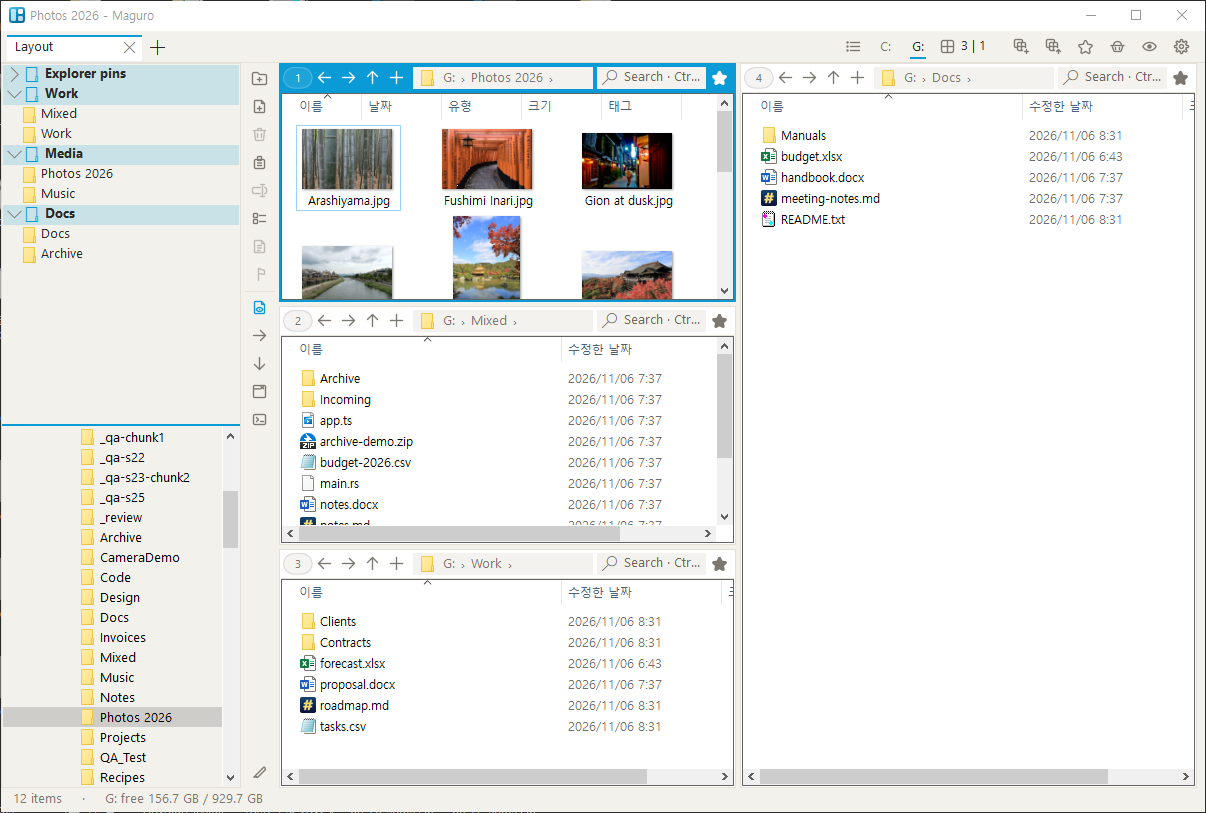 Photos 2026 - Maguro
Layout
C:
G:
3 | 1
Explorer pins
Work
Mixed
Work
Media
Photos 2026
Music
Docs
Docs
Archive
_qa-chunk1
_qa-s22
_qa-s23-chunk2
_qa-s25
_review
Archive
CameraDemo
Code
Design
Docs
Invoices
Mixed
Music
Notes
Photos 2026
Projects
QA_Test
Recipes
1
G: › Photos 2026 ›
Search · Ctr...
이름 날짜 유형 크기 태그
Arashiyama.jpg
Fushimi Inari.jpg
Gion at dusk.jpg
2
G: › Mixed ›
Search · Ctr...
이름 수정한 날짜
Archive 2026/11/06 7:37
Incoming 2026/11/06 7:37
app.ts 2026/11/06 7:37
archive-demo.zip 2026/11/06 7:37
budget-2026.csv 2026/11/06 7:37
main.rs 2026/11/06 7:37
notes.docx 2026/11/06 7:37
notes.md 2026/11/06 7:37
3
G: › Work ›
Search · Ctr...
이름 수정한 날짜
Clients 2026/11/06 8:31
Contracts 2026/11/06 8:31
forecast.xlsx 2026/11/06 6:43
proposal.docx 2026/11/06 7:37
roadmap.md 2026/11/06 8:31
tasks.csv 2026/11/06 8:31
4
G: › Docs ›
Search · Ctr...
이름 수정한 날짜
Manuals 2026/11/06 8:31
budget.xlsx 2026/11/06 6:43
handbook.docx 2026/11/06 7:37
meeting-notes.md 2026/11/06 7:37
README.txt 2026/11/06 8:31
12 items · G: free 156.7 GB / 929.7 GB